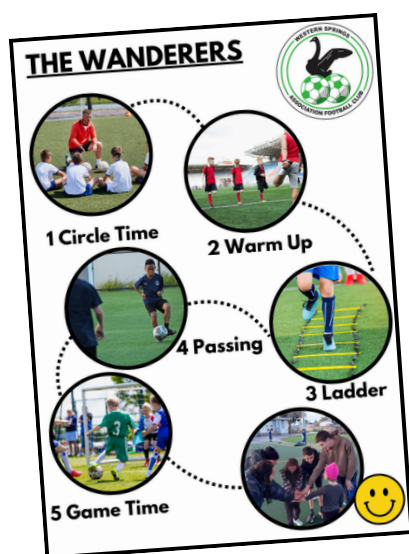 THE WANDERERS
WESTERN SPRINGS
ASSOCIATION FOOTBALL CLUB
1 Circle Time
2 Warm Up
3 Ladder
4 Passing
5 Game Time
3